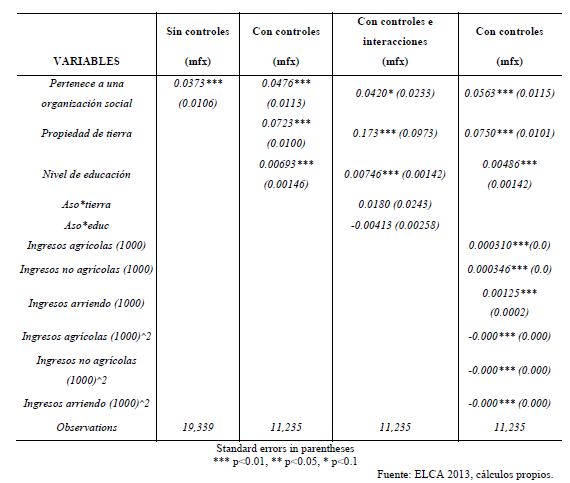 Sin controles Con controles Con controles e interacciones Con controles
VARIABLES (mfx) (mfx) (mfx) (mfx)
Pertenece a una organización social 0.0373*** (0.0106) 0.0476*** (0.0113) 0.0420* (0.0233) 0.0563*** (0.0115)
Propiedad de tierra 0.0723*** (0.0100) 0.173*** (0.0973) 0.0750*** (0.0101)
Nivel de educación 0.00693*** (0.00146) 0.00746*** (0.00142) 0.00486*** (0.00142)
Aso*tierra 0.0180 (0.0243)
Aso*educ -0.00413 (0.00258)
Ingresos agrícolas (1000) 0.000310***(0.0)
Ingresos no agrícolas (1000) 0.000346*** (0.0)
Ingresos arriendo (1000) 0.00125*** (0.0002)
Ingresos agrícolas (1000)^2 -0.000*** (0.000)
Ingresos no agrícolas (1000)^2 -0.000*** (0.000)
Ingresos arriendo (1000)^2 -0.000*** (0.000)
Observations 19,339 11,235 11,235 11,235
Standard errors in parentheses
*** p<0.01, ** p<0.05, * p<0.1
Fuente: ELCA 2013, cálculos propios.